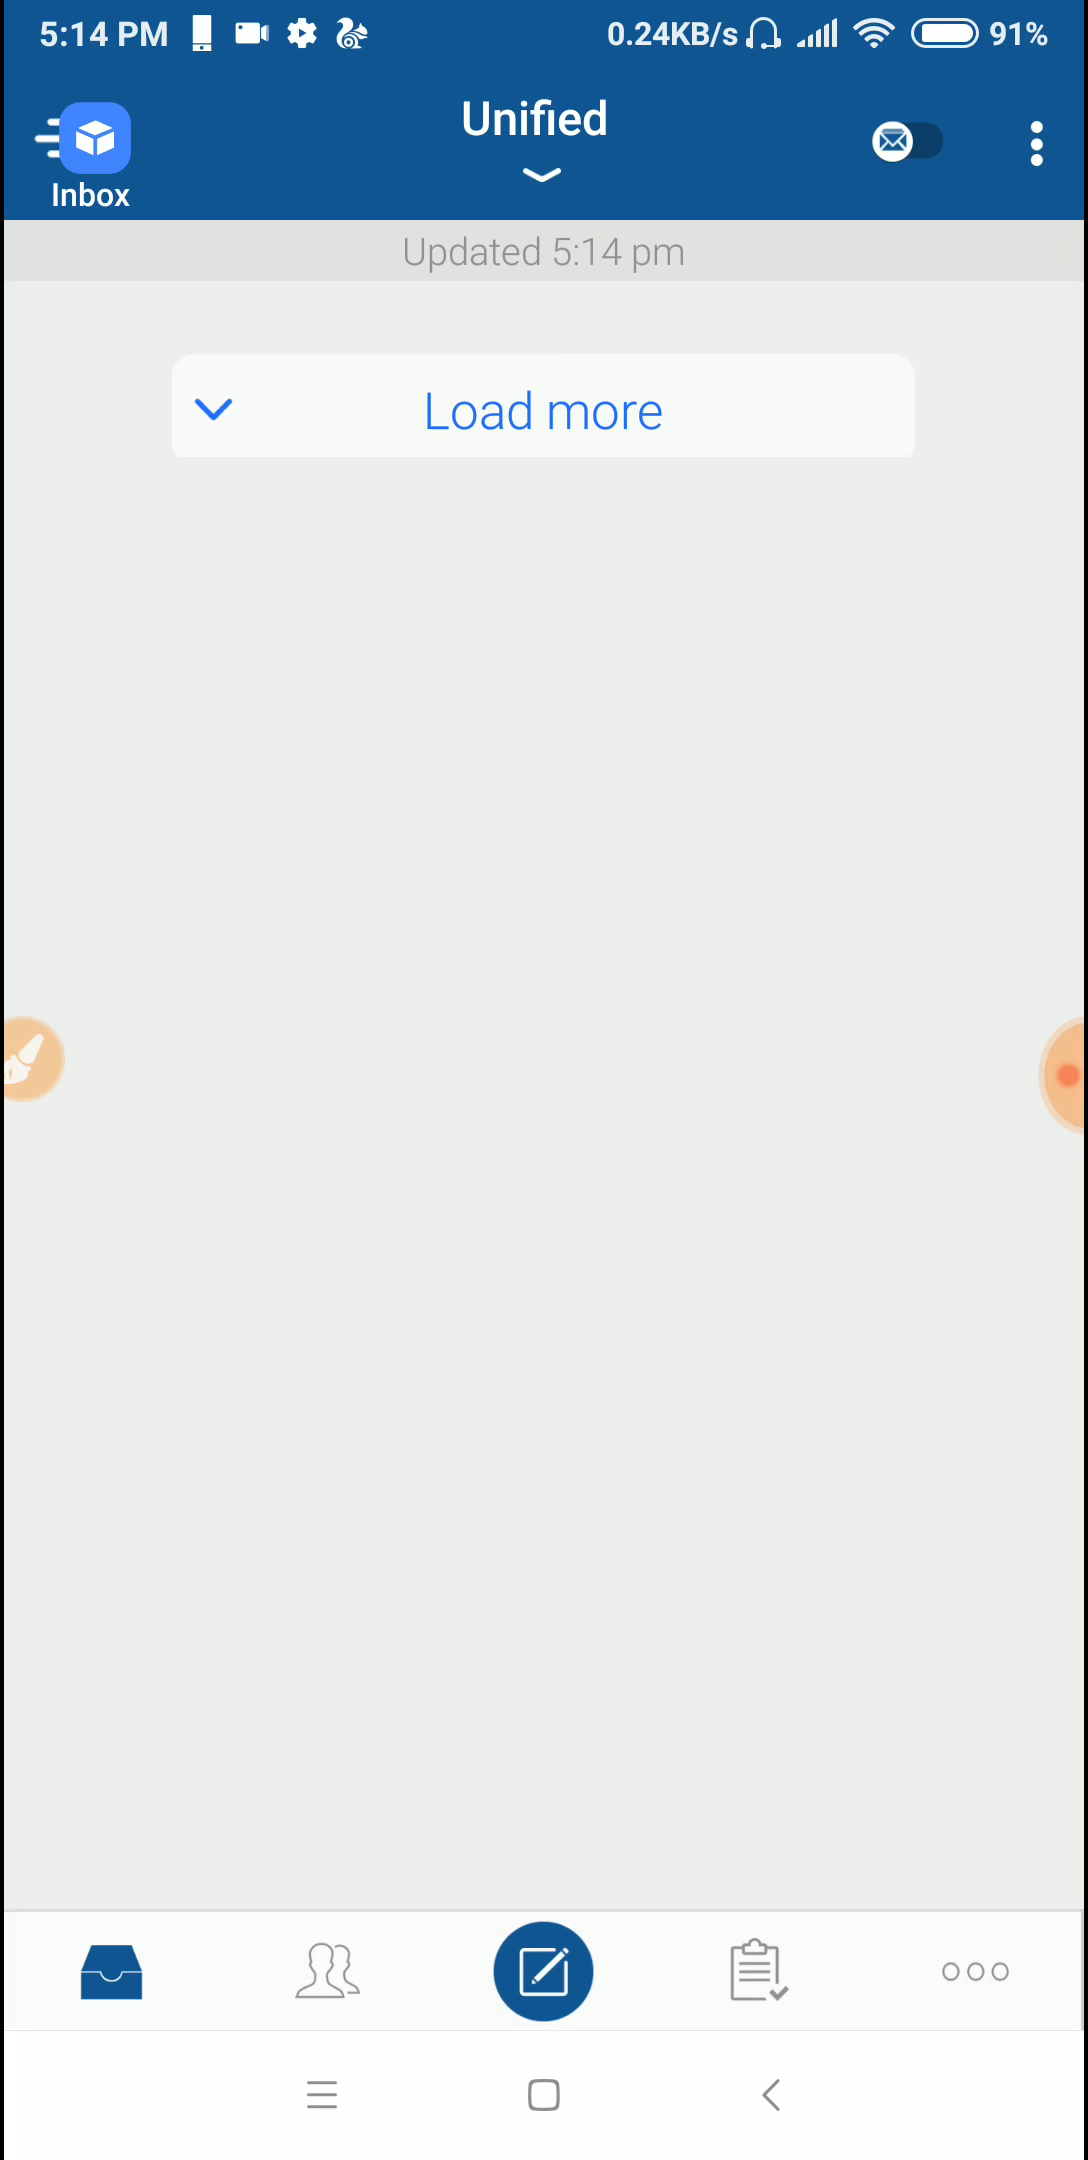 5:14 PM 0.24KB/s 91%
Unified
Inbox
Updated 5:14 pm
Load more